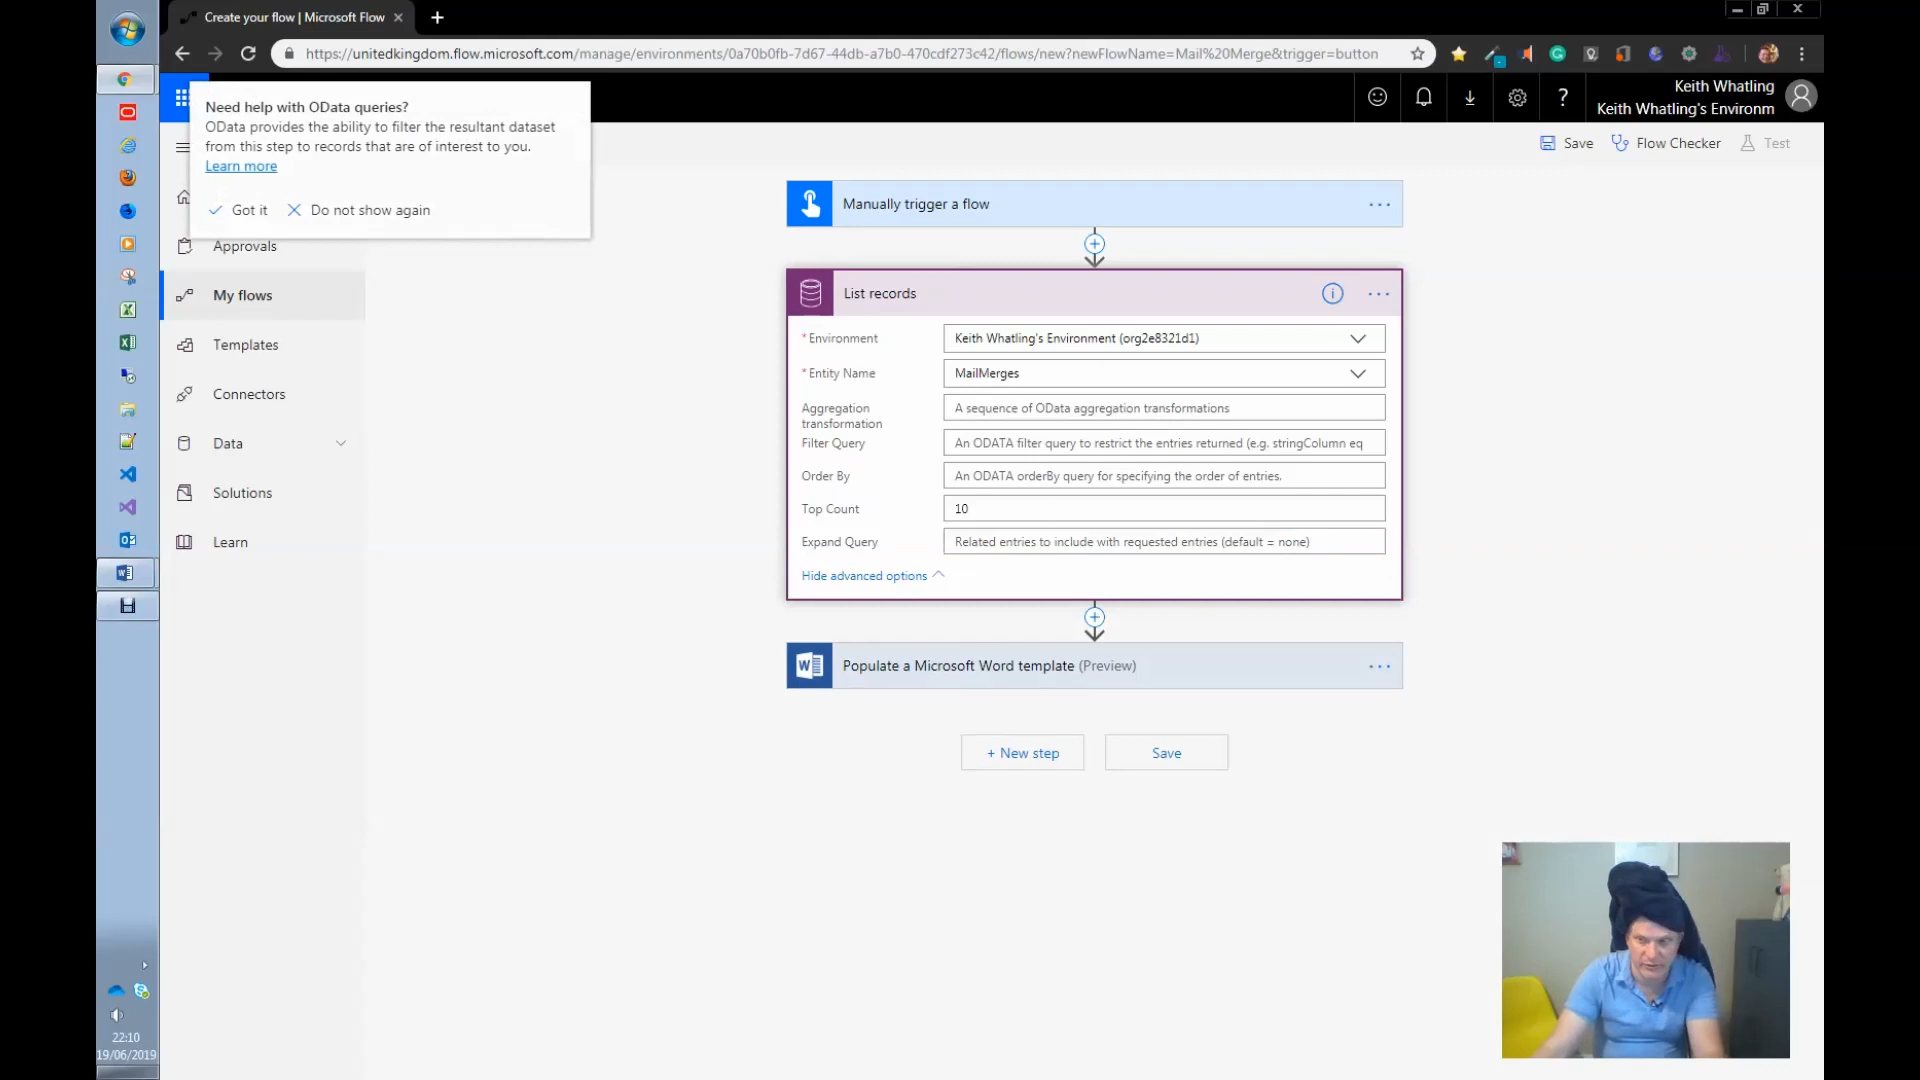 Create your flow | Microsoft Flow
https://unitedkingdom.flow.microsoft.com/manage/environments/0a70b0fb-7d67-44db-a7b0-470cdf273c42/flows/new?newFlowName=Mail%20Merge&trigger=button
Need help with OData queries?
OData provides the ability to filter the resultant dataset
from this step to records that are of interest to you.
Learn more
Got it
Do not show again
Keith Whatling
Keith Whatling's Environm
Save
Flow Checker
Test
Approvals
My flows
Templates
Connectors
Data
Solutions
Learn
Manually trigger a flow
List records
* Environment
Keith Whatling's Environment (org2e8321d1)
* Entity Name
MailMerges
Aggregation
transformation
A sequence of OData aggregation transformations
Filter Query
An ODATA filter query to restrict the entries returned (e.g. stringColumn eq
Order By
An ODATA orderBy query for specifying the order of entries.
Top Count
10
Expand Query
Related entries to include with requested entries (default = none)
Hide advanced options
Populate a Microsoft Word template (Preview)
+ New step
Save
22:10
19/06/2019